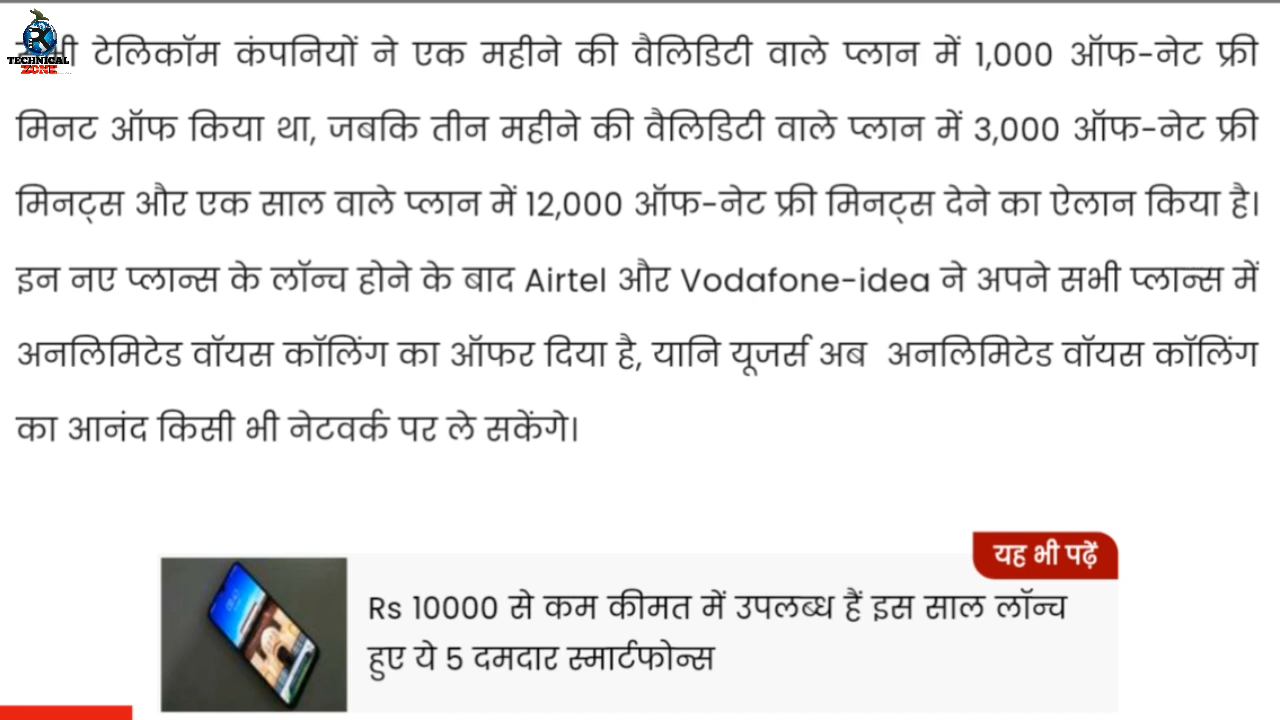 TECHNICAL
ZONE
टेलिकॉम कंपनियों ने एक महीने की वैलिडिटी वाले प्लान में 1,000 ऑफ-नेट फ्री
मिनट ऑफ किया था, जबकि तीन महीने की वैलिडिटी वाले प्लान में 3,000 ऑफ-नेट फ्री
मिनट्स और एक साल वाले प्लान में 12,000 ऑफ-नेट फ्री मिनट्स देने का ऐलान किया है।
इन नए प्लान्स के लॉन्च होने के बाद Airtel और Vodafone-idea ने अपने सभी प्लान्स में
अनलिमिटेड वॉयस कॉलिंग का ऑफर दिया है, यानि यूजर्स अब अनलिमिटेड वॉयस कॉलिंग
का आनंद किसी भी नेटवर्क पर ले सकेंगे।
यह भी पढ़ें
Rs 10000 से कम कीमत में उपलब्ध हैं इस साल लॉन्च
हुए ये 5 दमदार स्मार्टफोन्स